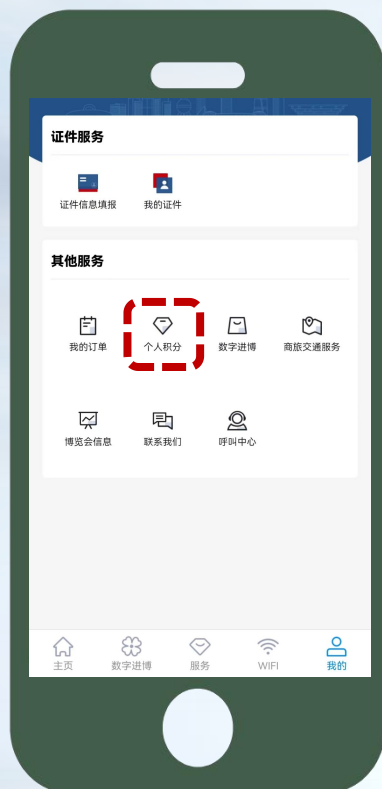 证件服务
证件信息填报 我的证件
其他服务
我的订单 个人积分 数字进博 商旅交通服务
博览会信息 联系我们 呼叫中心
主页 数字进博 服务 WIFI 我的